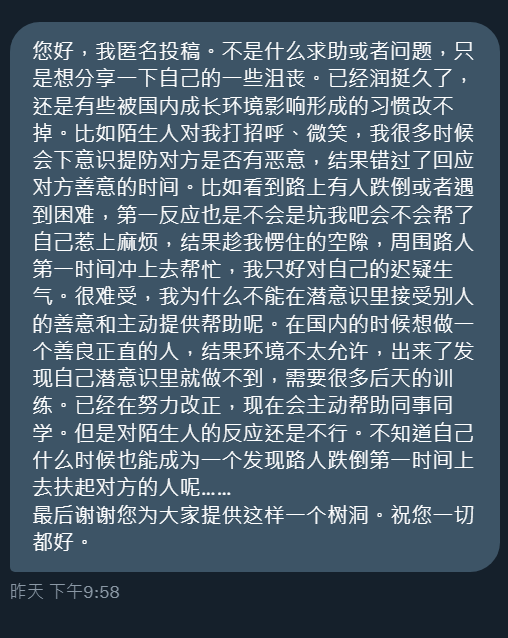 您好，我匿名投稿。不是什么求助或者问题，只
是想分享一下自己的一些沮丧。已经润挺久了，
还是有些被国内成长环境影响形成的习惯改不
掉。比如陌生人对我打招呼、微笑，我很多时候
会下意识提防对方是否有恶意，结果错过了回应
对方善意的时间。比如看到路上有人跌倒或者遇
到困难，第一反应也是不会是坑我吧会不会帮了
自己惹上麻烦，结果趁我愣住的空隙，周围路人
第一时间冲上去帮忙，我只好对自己的迟疑生
气。很难受，我为什么不能在潜意识里接受别人
的善意和主动提供帮助呢。在国内的时候想做一
个善良正直的人，结果环境不太允许，出来了发
现自己潜意识里就做不到，需要很多后天的训
练。已经在努力改正，现在会主动帮助同事同
学。但是对陌生人的反应还是不行。不知道自己
什么时候也能成为一个发现路人跌倒第一时间上
去扶起对方的人呢……
最后谢谢您为大家提供这样一个树洞。祝您一切
都好。
昨天 下午9:58